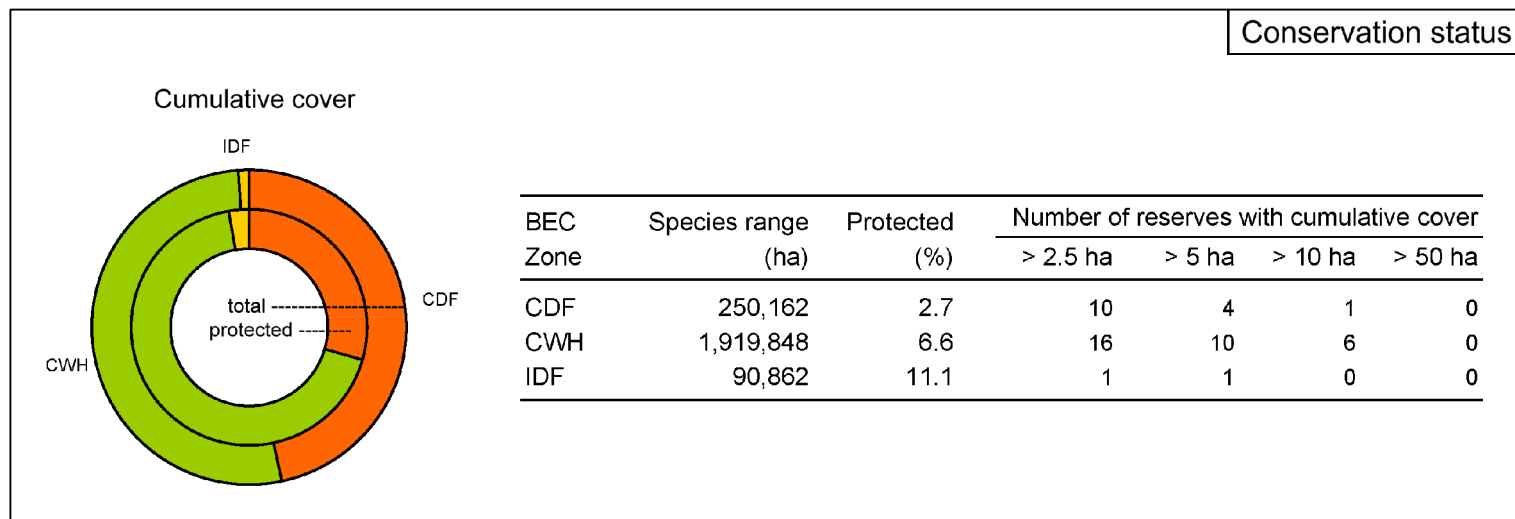 Conservation status
Cumulative cover
IDF
CDF
total
protected
CWH
BEC Zone Species range (ha) Protected (%) Number of reserves with cumulative cover
> 2.5 ha > 5 ha > 10 ha > 50 ha
CDF 250,162 2.7 10 4 1 0
CWH 1,919,848 6.6 16 10 6 0
IDF 90,862 11.1 1 1 0 0